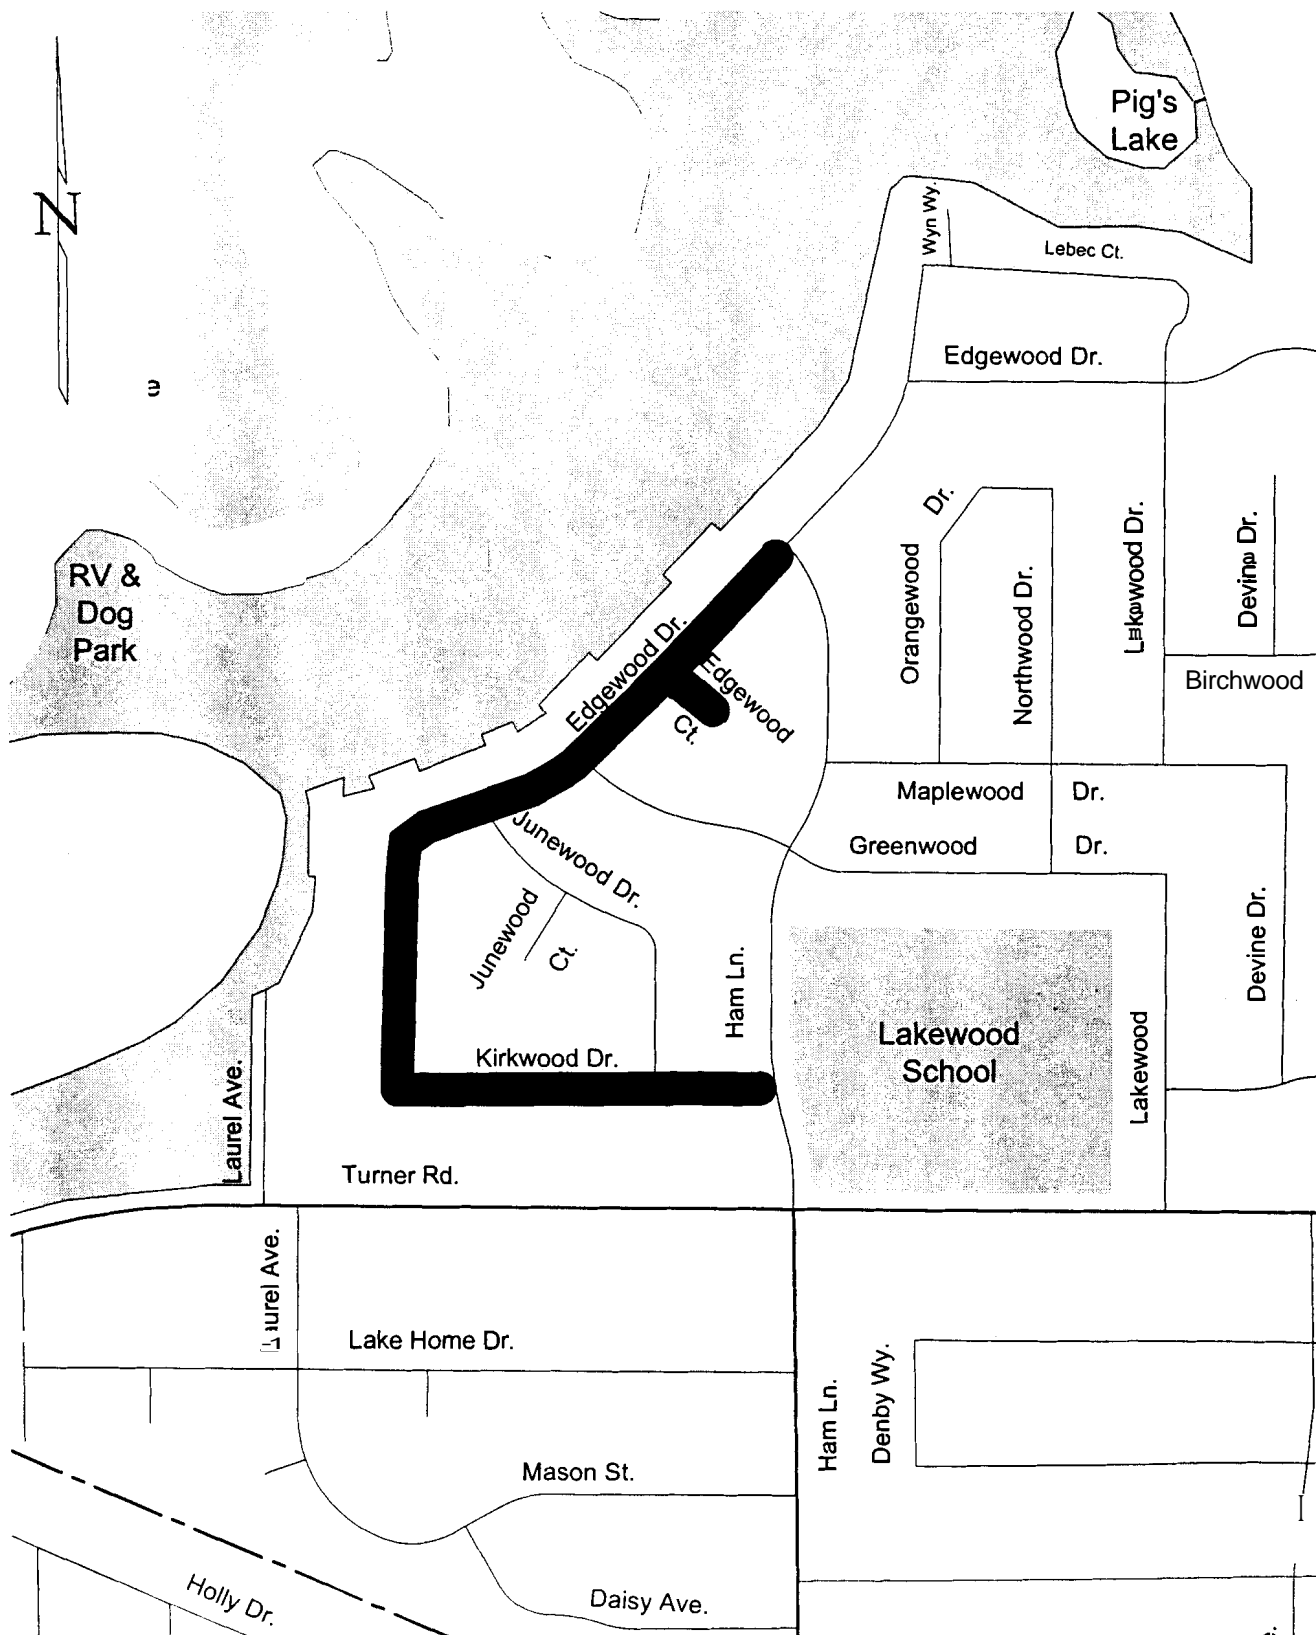 Pig's
Lake
N
Wyn Wy.
Lebec Ct.
Edgewood Dr.
e
RV &
Dog
Park
Orangewood
Dr.
Northwood Dr.
Lakewood Dr.
Devine Dr.
Birchwood
Edgewood Dr.
Edgewood
Ct.
Maplewood Dr.
Greenwood Dr.
Junewood Dr.
Junewood
Ct.
Ham Ln.
Devine Dr.
Lakewood
School
Lakewood
Kirkwood Dr.
Laurel Ave.
Turner Rd.
Laurel Ave.
Lake Home Dr.
Ham Ln.
Denby Wy.
Mason St.
Holly Dr.
Daisy Ave.